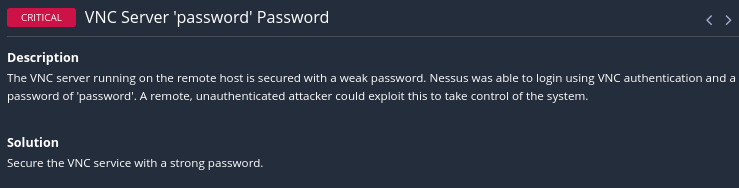 CRITICAL VNC Server 'password' Password
Description
The VNC server running on the remote host is secured with a weak password. Nessus was able to login using VNC authentication and a
password of 'password'. A remote, unauthenticated attacker could exploit this to take control of the system.
Solution
Secure the VNC service with a strong password.